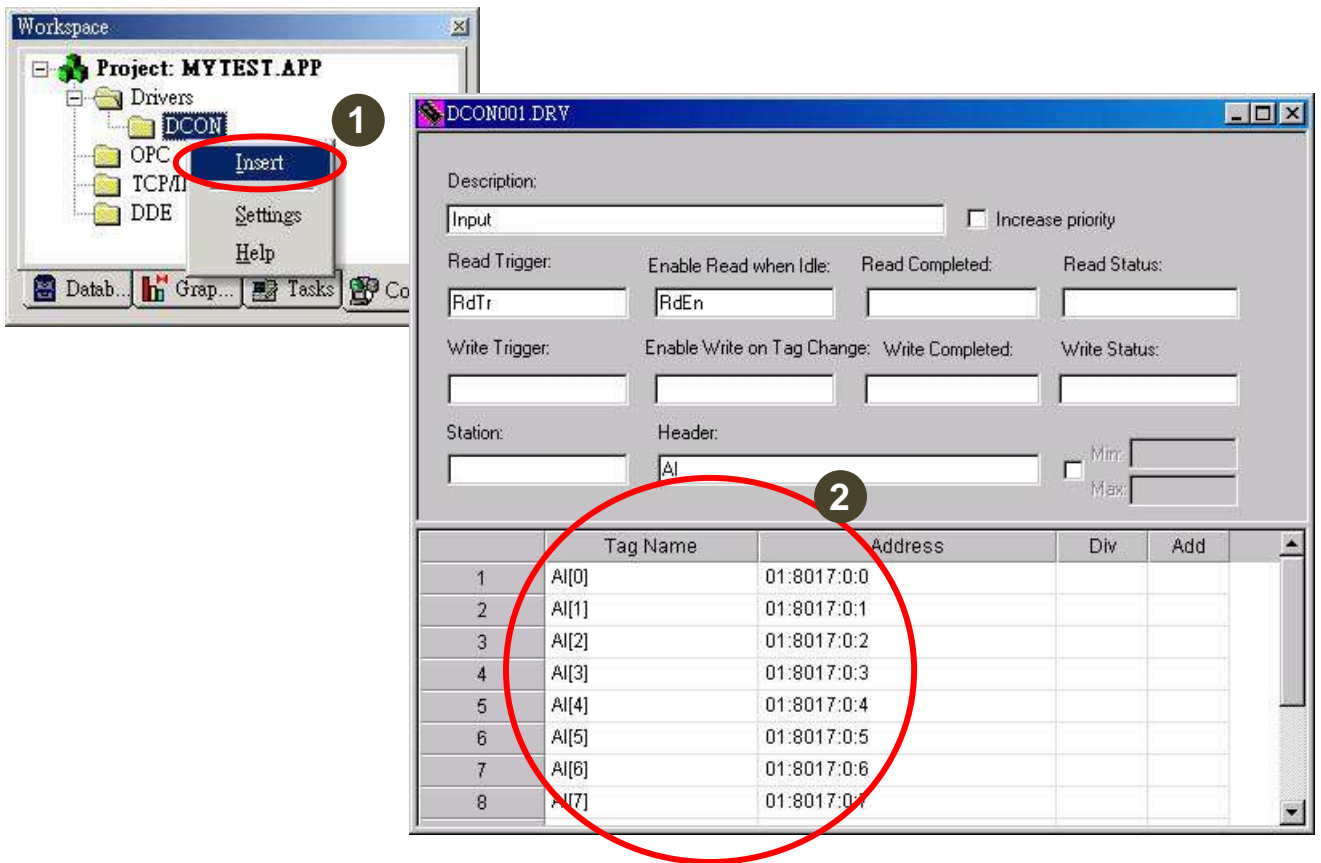 Workspace
Project: MYTEST.APP
Drivers
DCON
OPC
TCP/I
DDE
Insert
Settings
Help
Datab... Grap... Tasks Co
1
DCON001.DRV
Description:
Input
Increase priority
Read Trigger: Enable Read when Idle: Read Completed: Read Status:
RdTr RdEn
Write Trigger: Enable Write on Tag Change: Write Completed: Write Status:
Station: Header:
AI
Min:
Max:
2
Tag Name Address Div Add
1 AI[0] 01:8017:0:0
2 AI[1] 01:8017:0:1
3 AI[2] 01:8017:0:2
4 AI[3] 01:8017:0:3
5 AI[4] 01:8017:0:4
6 AI[5] 01:8017:0:5
7 AI[6] 01:8017:0:6
8 AI[7] 01:8017:0:7